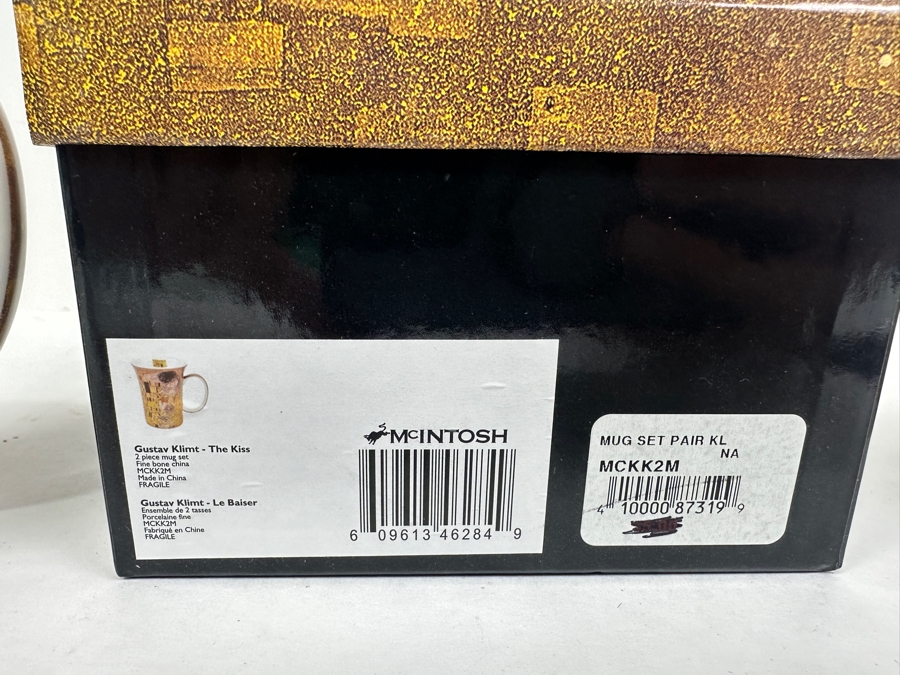 Gustav Klimt - The Kiss
2 piece mug set
Fine bone china
MCKK2M
Made in China
FRAGILE
Gustav Klimt - Le Baiser
Ensemble de 2 tasses
Porcelaine fine
MCKK2M
Fabriqué en Chine
FRAGILE
McINTOSH
6 09613 46284 9
MUG SET PAIR KL
NA
MCKK2M
4 10000 87319 9